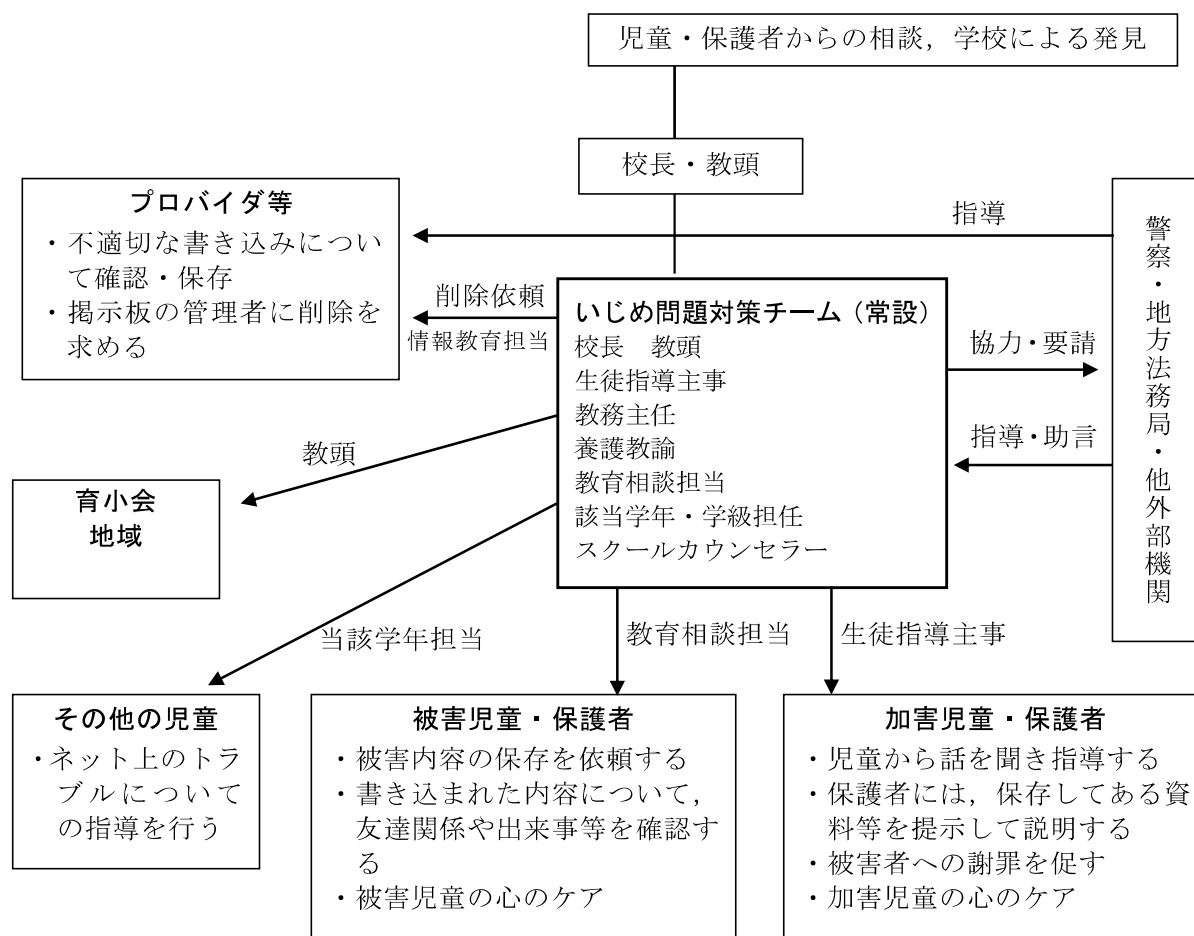 児童・保護者からの相談，学校による発見
校長・教頭
プロバイダ等
・不適切な書き込みについ
て確認・保存
・掲示板の管理者に削除を
求める
指導
警察・地方法務局・他外部機関
削除依頼
情報教育担当
いじめ問題対策チーム（常設）
校長　教頭
生徒指導主事
教務主任
養護教諭
教育相談担当
該当学年・学級担任
スクールカウンセラー
協力・要請
指導・助言
教頭
育小会
地域
当該学年担当
教育相談担当
生徒指導主事
その他の児童
・ネット上のトラ
ブルについて
の指導を行う
被害児童・保護者
・被害内容の保存を依頼する
・書き込まれた内容について，
友達関係や出来事等を確認す
る
・被害児童の心のケア
加害児童・保護者
・児童から話を聞き指導する
・保護者には，保存してある資
料等を提示して説明する
・被害者への謝罪を促す
・加害児童の心のケア